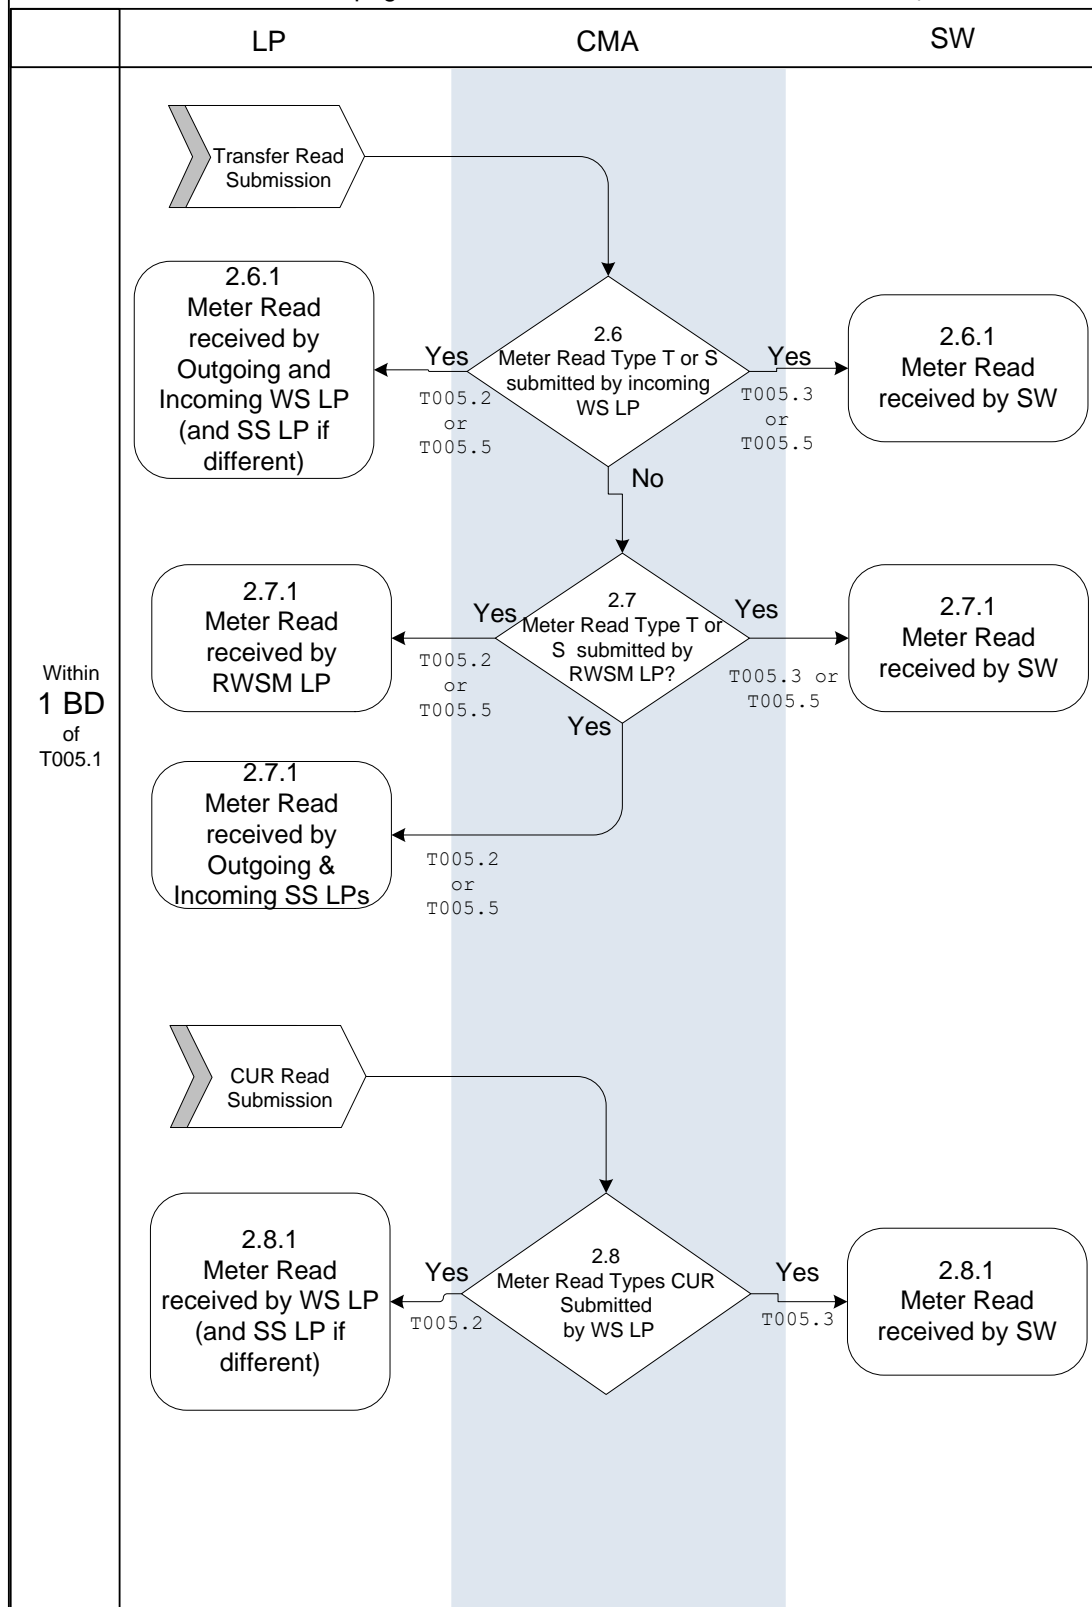 LP
CMA
SW
Transfer Read
Submission
2.6.1
Meter Read
received by
Outgoing and
Incoming WS LP
(and SS LP if
different)
Yes
T005.2
or
T005.5
2.6
Meter Read Type T or S
submitted by incoming
WS LP
Yes
T005.3
or
T005.5
2.6.1
Meter Read
received by SW
No
2.7.1
Meter Read
received by
RWSM LP
Yes
T005.2
or
T005.5
2.7
Meter Read Type T or
S submitted by
RWSM LP?
Yes
T005.3 or
T005.5
2.7.1
Meter Read
received by SW
Within
1 BD
of
T005.1
Yes
2.7.1
Meter Read
received by
Outgoing &
Incoming SS LPs
T005.2
or
T005.5
CUR Read
Submission
2.8.1
Meter Read
received by WS LP
(and SS LP if
different)
Yes
T005.2
2.8
Meter Read Types CUR
Submitted
by WS LP
Yes
T005.3
2.8.1
Meter Read
received by SW